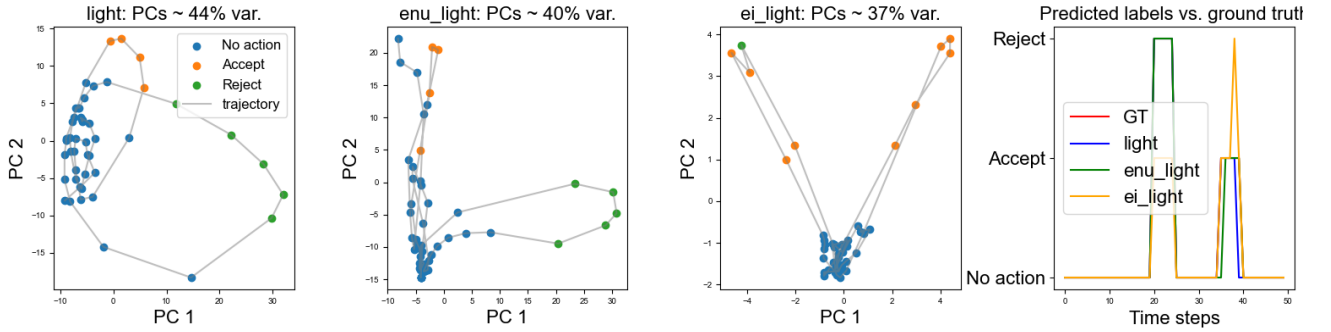 light: PCs ~ 44% var.
15
10
5
0
−5
−10
−15
−10
0
10
20
30
PC 2
PC 1
No action
Accept
Reject
trajectory
enu_light: PCs ~ 40% var.
20
15
10
5
0
−5
−10
−15
−10
−5
0
5
10
15
20
25
30
PC 2
PC 1
ei_light: PCs ~ 37% var.
4
3
2
1
0
−1
−2
−4
−2
0
2
4
PC 2
PC 1
Predicted labels vs. ground truth
Reject
Accept
No action
GT
light
enu_light
ei_light
0
10
20
30
40
50
Time steps